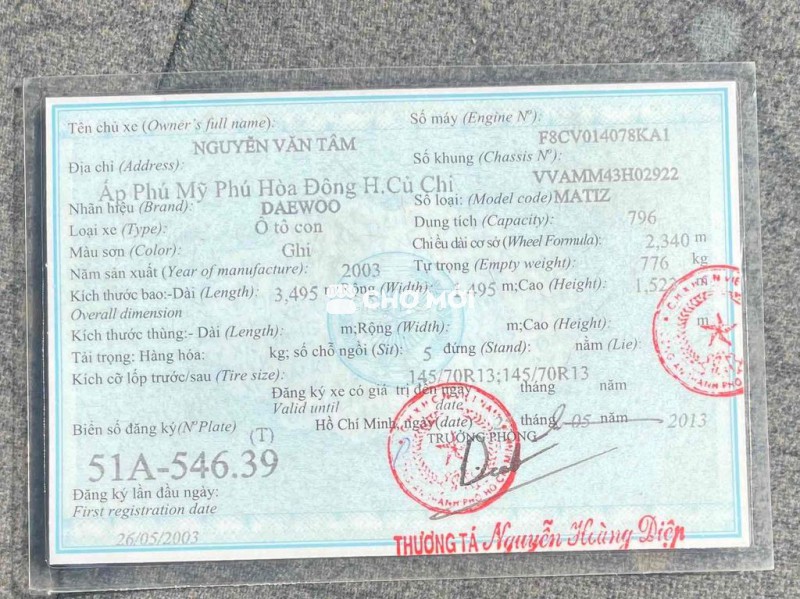 Tên chủ xe (Owner's full name):
NGUYỄN VĂN TÂM
Địa chỉ (Address):
Ấp Phú Mỹ Phú Hòa Đông H.Củ Chi
Số máy (Engine Nº):
F8CV014078KA1
Số khung (Chassis Nº):
VVAMM43H02922
Nhãn hiệu (Brand): DAEWOO
Số loại: (Model code) MATIZ
Loại xe (Type): Ô tô con
Dung tích (Capacity): 796
Màu sơn (Color): Ghi
Chiều dài cơ sở (Wheel Formula): 2,340 m
Năm sản xuất (Year of manufacture): 2003
Tự trọng (Empty weight): 776 kg
Kích thước bao:-Dài (Length): 3,495 m;Rộng (Width): 495 m;Cao (Height): m
CHỢ MỚI
Overall dimension
Kích thước thùng:- Dài (Length): m;Rộng (Width): m;Cao (Height): m
Tải trọng: Hàng hóa: kg; số chỗ ngồi (Sit): 5 đứng (Stand): nằm (Lie):
Kích cỡ lốp trước/sau (Tire size): 145/70R13;145/70R13
Đăng ký xe có giá trị đến ngày tháng năm
Valid until date
Biển số đăng ký(NºPlate) (T)
Hồ Chí Minh, ngày(date) tháng 05 năm 2013
TRƯỞNG PHÒNG
51A-546.39
Đăng ký lần đầu ngày:
First registration date
26/05/2003
THƯỢNG TÁ Nguyễn Hoàng Diệp